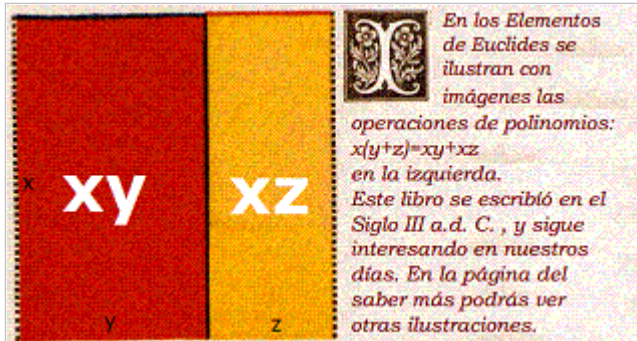 x
xy
xz
y
z
En los Elementos
de Euclides se
ilustran con
imágenes las
operaciones de polinomios:
x(y+z)=xy+xz
en la izquierda.
Este libro se escribió en el
Siglo III a.d. C. , y sigue
interesando en nuestros
días. En la página del
saber más podrás ver
otras ilustraciones.